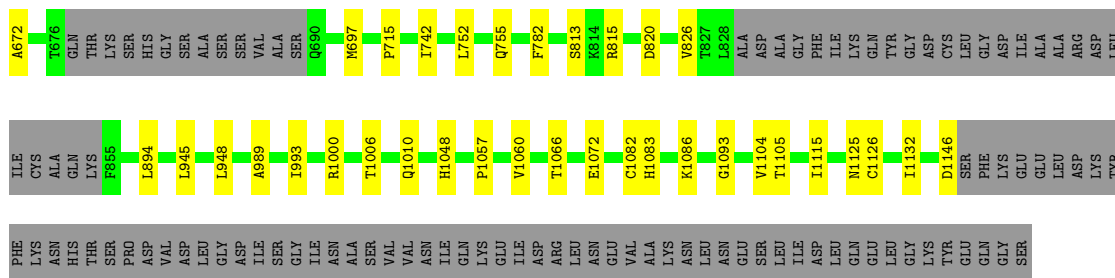 A672 T676 GLN THR LYS SER HIS GLY SER ALA SER SER VAL ALA SER Q690 M697 P715 I742 L752 Q755 F782 S813 K814 R815 D820 V826 T827 L828 ALA ASP ALA GLY PHE ILE LYS GLN TYR GLY ASP CYS LEU GLY ASP ILE ALA ALA ARG ASP LEU
ILE CYS ALA GLN LYS F855 L894 L945 L948 A989 I993 R1000 T1006 Q1010 H1048 P1057 V1060 T1066 E1072 C1082 H1083 K1086 G1093 V1104 T1105 I1115 N1125 C1126 I1132 D1146 SER PHE LYS GLU GLU LEU ASP LYS TYR
PHE LYS ASN HIS THR SER PRO ASP VAL ASP LEU GLY ASP ILE SER GLY ILE ASN ALA SER VAL VAL ASN ILE GLN LYS GLU ILE ASP ARG LEU ASN GLU VAL ALA LYS ASN LEU ASN GLU SER LEU ILE ASP LEU GLN GLU LEU GLY LYS TYR GLU GLN GLY SER